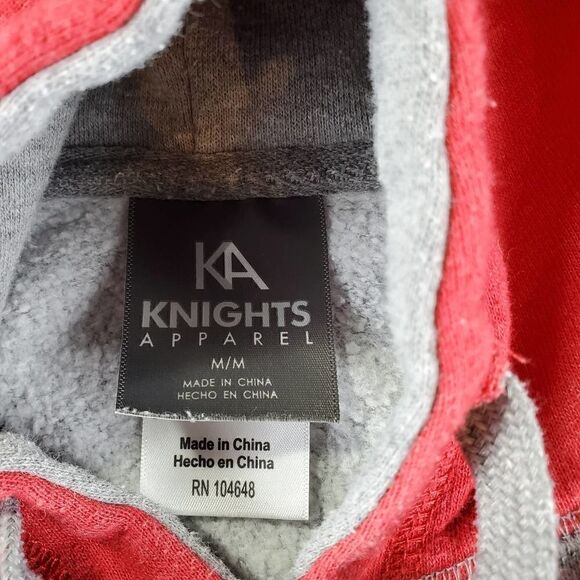 KA
KNIGHTS
APPAREL
M/M
MADE IN CHINA
HECHO EN CHINA
Made in China
Hecho en China
RN 104648